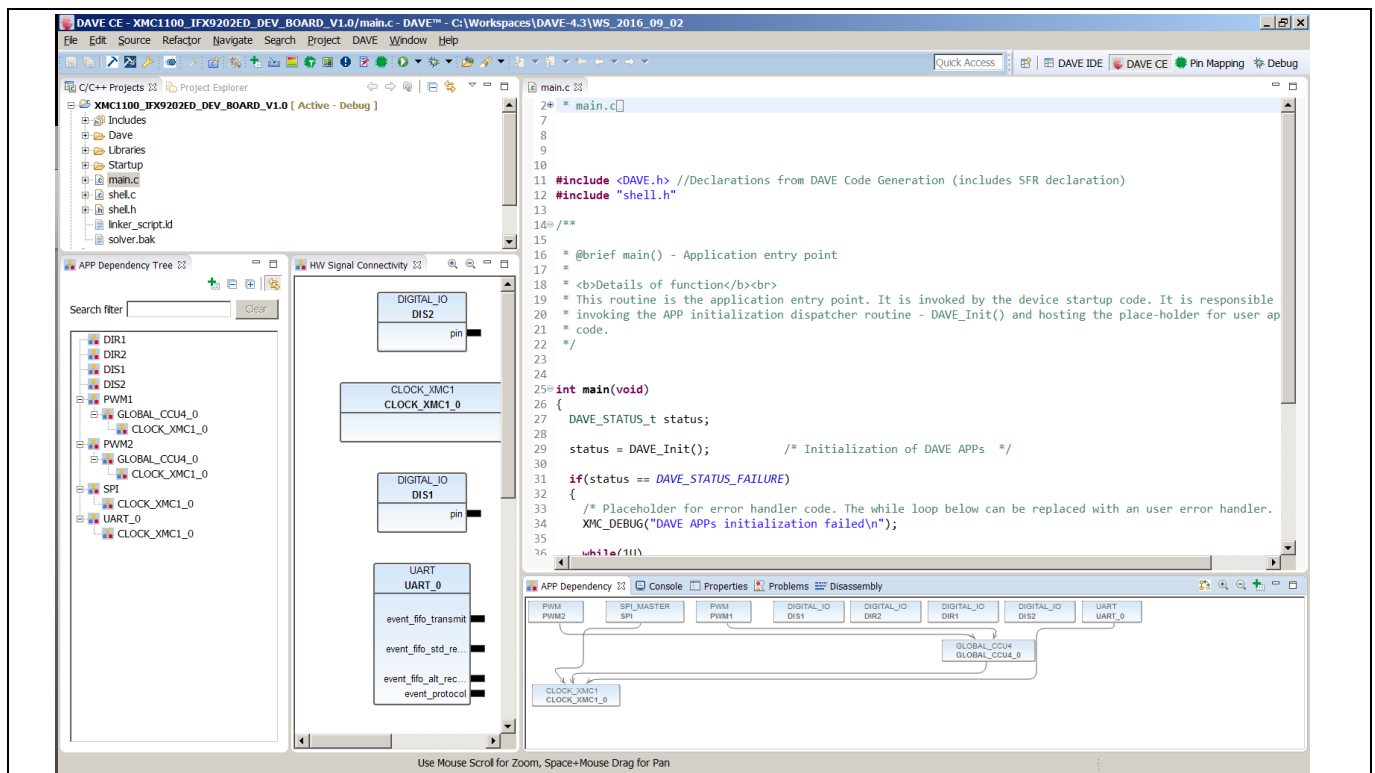 DAVE CE - XMC1100_IFX9202ED_DEV_BOARD_V1.0/main.c - DAVE™ - C:\Workspaces\DAVE-4.3\WS_2016_09_02
File Edit Source Refactor Navigate Search Project DAVE Window Help
Quick Access DAVE IDE DAVE CE Pin Mapping Debug
C/C++ Projects Project Explorer
XMC1100_IFX9202ED_DEV_BOARD_V1.0 [ Active - Debug ]
Includes
Dave
Libraries
Startup
main.c
shell.c
shell.h
linker_script.ld
solver.bak
APP Dependency Tree
Search filter Clear
DIR1
DIR2
DIS1
DIS2
PWM1
GLOBAL_CCU4_0
CLOCK_XMC1_0
PWM2
GLOBAL_CCU4_0
CLOCK_XMC1_0
SPI
CLOCK_XMC1_0
UART_0
CLOCK_XMC1_0
HW Signal Connectivity
DIGITAL_IO
DIS2
pin
CLOCK_XMC1
CLOCK_XMC1_0
DIGITAL_IO
DIS1
pin
UART
UART_0
event_fifo_transmit
event_fifo_std_re...
event_fifo_alt_rec...
event_protocol
main.c
2 * main.c
7
8
9
10
11 #include <DAVE.h> //Declarations from DAVE Code Generation (includes SFR declaration)
12 #include "shell.h"
13
14 /**
15
16 * @brief main() - Application entry point
17 *
18 * <b>Details of function</b><br>
19 * This routine is the application entry point. It is invoked by the device startup code. It is responsible
20 * invoking the APP initialization dispatcher routine - DAVE_Init() and hosting the place-holder for user ap
21 * code.
22 */
23
24
25 int main(void)
26 {
27 DAVE_STATUS_t status;
28
29 status = DAVE_Init(); /* Initialization of DAVE APPs */
30
31 if(status == DAVE_STATUS_FAILURE)
32 {
33 /* Placeholder for error handler code. The while loop below can be replaced with an user error handler.
34 XMC_DEBUG("DAVE APPs initialization failed\n");
35
36 while(1U)
APP Dependency Console Properties Problems Disassembly
PWM SPI_MASTER PWM DIGITAL_IO DIGITAL_IO DIGITAL_IO DIGITAL_IO UART
PWM2 SPI PWM1 DIS1 DIR2 DIR1 DIS2 UART_0
GLOBAL_CCU4
GLOBAL_CCU4_0
CLOCK_XMC1
CLOCK_XMC1_0
Use Mouse Scroll for Zoom, Space+Mouse Drag for Pan